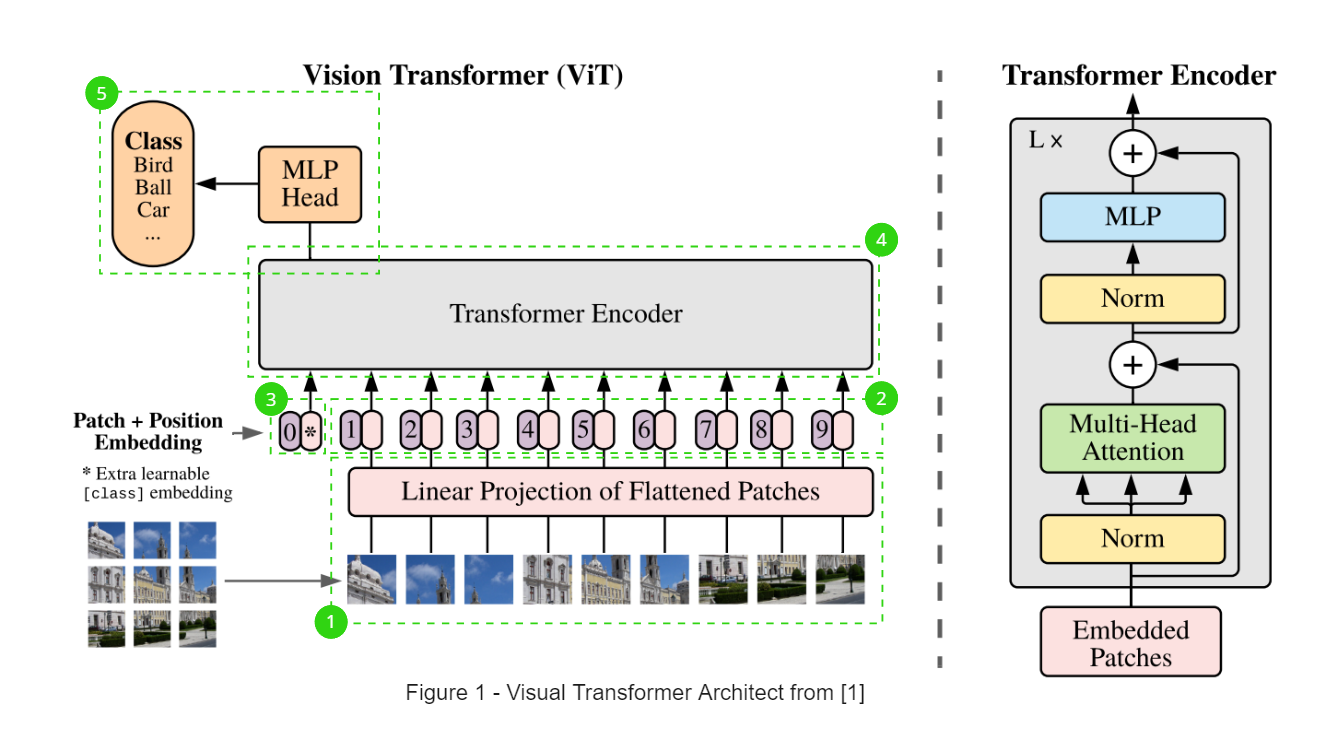 Vision Transformer (ViT)
5
Class
Bird
Ball
Car
...
MLP
Head
4
Transformer Encoder
3
2
Patch + Position
Embedding
0 * 1 2 3 4 5 6 7 8 9
* Extra learnable
[class] embedding
Linear Projection of Flattened Patches
1
Transformer Encoder
L x
+
MLP
Norm
+
Multi-Head
Attention
Norm
Embedded
Patches
Figure 1 - Visual Transformer Architect from [1]